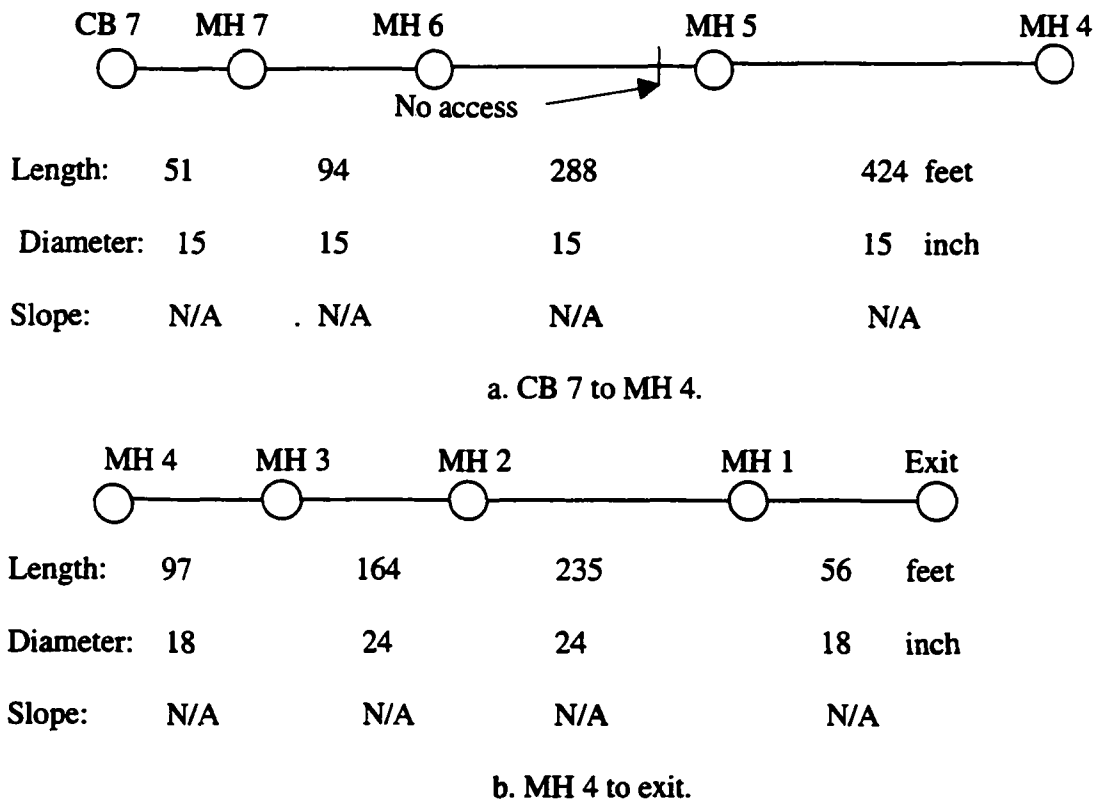 CB 7 MH 7 MH 6 MH 5 MH 4
No access
Length: 51 94 288 424 feet
Diameter: 15 15 15 15 inch
Slope: N/A . N/A N/A N/A
a. CB 7 to MH 4.
MH 4 MH 3 MH 2 MH 1 Exit
Length: 97 164 235 56 feet
Diameter: 18 24 24 18 inch
Slope: N/A N/A N/A N/A
b. MH 4 to exit.